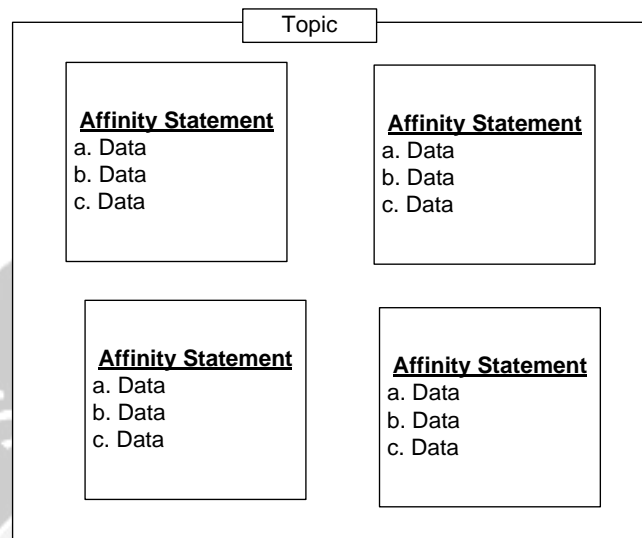 Topic
Affinity Statement
a. Data
b. Data
c. Data
Affinity Statement
a. Data
b. Data
c. Data
Affinity Statement
a. Data
b. Data
c. Data
Affinity Statement
a. Data
b. Data
c. Data